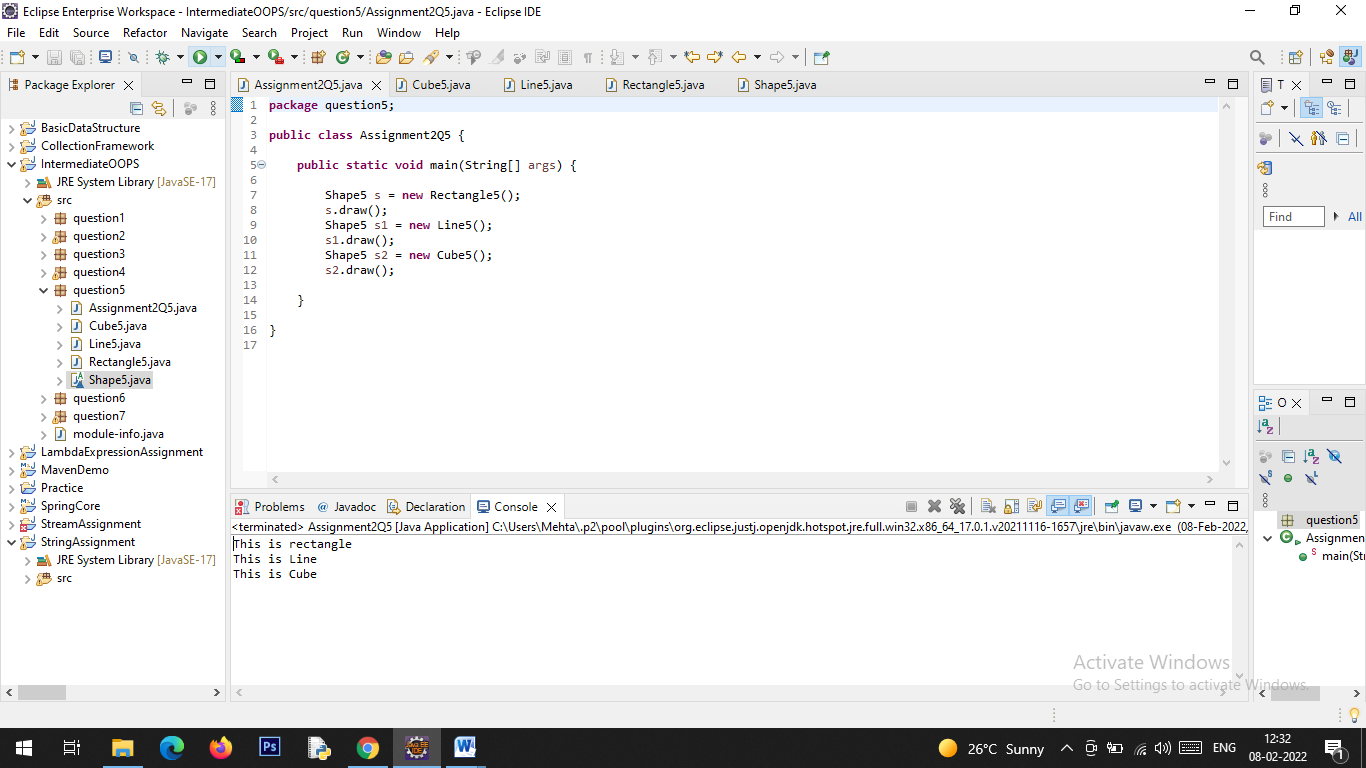 Eclipse Enterprise Workspace - IntermediateOOPS/src/question5/Assignment2Q5.java - Eclipse IDE
File Edit Source Refactor Navigate Search Project Run Window Help
Package Explorer
BasicDataStructure
CollectionFramework
IntermediateOOPS
JRE System Library [JavaSE-17]
src
question1
question2
question3
question4
question5
Assignment2Q5.java
Cube5.java
Line5.java
Rectangle5.java
Shape5.java
question6
question7
module-info.java
LambdaExpressionAssignment
MavenDemo
Practice
SpringCore
StreamAssignment
StringAssignment
JRE System Library [JavaSE-17]
src
Assignment2Q5.java Cube5.java Line5.java Rectangle5.java Shape5.java
1 package question5;
2
3 public class Assignment2Q5 {
4
5 public static void main(String[] args) {
6
7 Shape5 s = new Rectangle5();
8 s.draw();
9 Shape5 s1 = new Line5();
10 s1.draw();
11 Shape5 s2 = new Cube5();
12 s2.draw();
13
14 }
15
16 }
17
Problems @ Javadoc Declaration Console
<terminated> Assignment2Q5 [Java Application] C:\Users\Mehta\.p2\pool\plugins\org.eclipse.justj.openjdk.hotspot.jre.full.win32.x86_64_17.0.1.v20211116-1657\jre\bin\javaw.exe (08-Feb-2022,
This is rectangle
This is Line
This is Cube
T
Find All
O
question5
Assignmen
main(Str
Activate Windows
Go to Settings to activate Windows.
Ps
W
26°C Sunny
ENG
12:32
08-02-2022
1